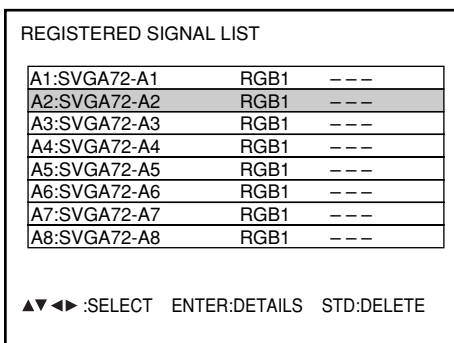 REGISTERED SIGNAL LIST
A1:SVGA72-A1 RGB1 – – –
A2:SVGA72-A2 RGB1 – – –
A3:SVGA72-A3 RGB1 – – –
A4:SVGA72-A4 RGB1 – – –
A5:SVGA72-A5 RGB1 – – –
A6:SVGA72-A6 RGB1 – – –
A7:SVGA72-A7 RGB1 – – –
A8:SVGA72-A8 RGB1 – – –
▲▼◄► :SELECT ENTER:DETAILS STD:DELETE